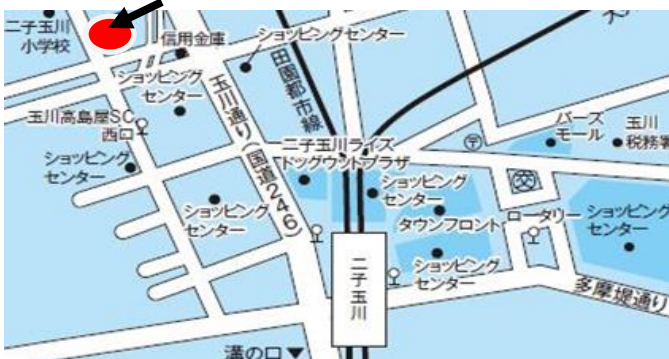 二子玉川
小学校
信用金庫
ショッピングセンター
ショッピング
センター
田園都市線
玉川高島屋SC
西口
玉川通り(国道246)
ショッピング
センター
ショッピング
センター
二子玉川ライズ
ドッグウッドプラザ
ショッピング
センター
タウンフロント
ショッピング
センター
バーズ
モール
玉川
税務署
ロータリー
ショッピング
センター
二子玉川
多摩堤通り
溝の口▼